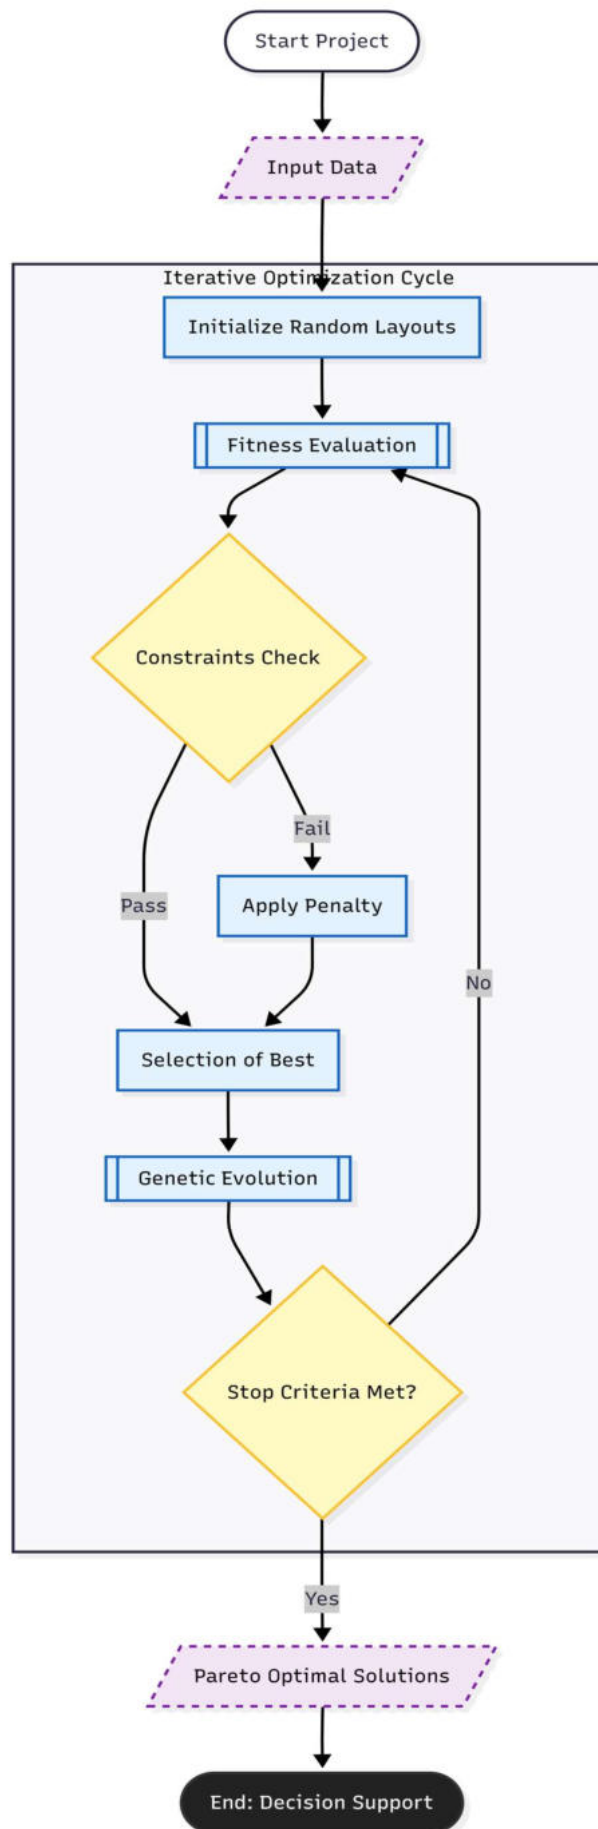 Start Project
Input Data
Iterative Optimization Cycle
Initialize Random Layouts
Fitness Evaluation
Constraints Check
Fail
Pass
Apply Penalty
No
Selection of Best
Genetic Evolution
Stop Criteria Met?
Yes
Pareto Optimal Solutions
End: Decision Support